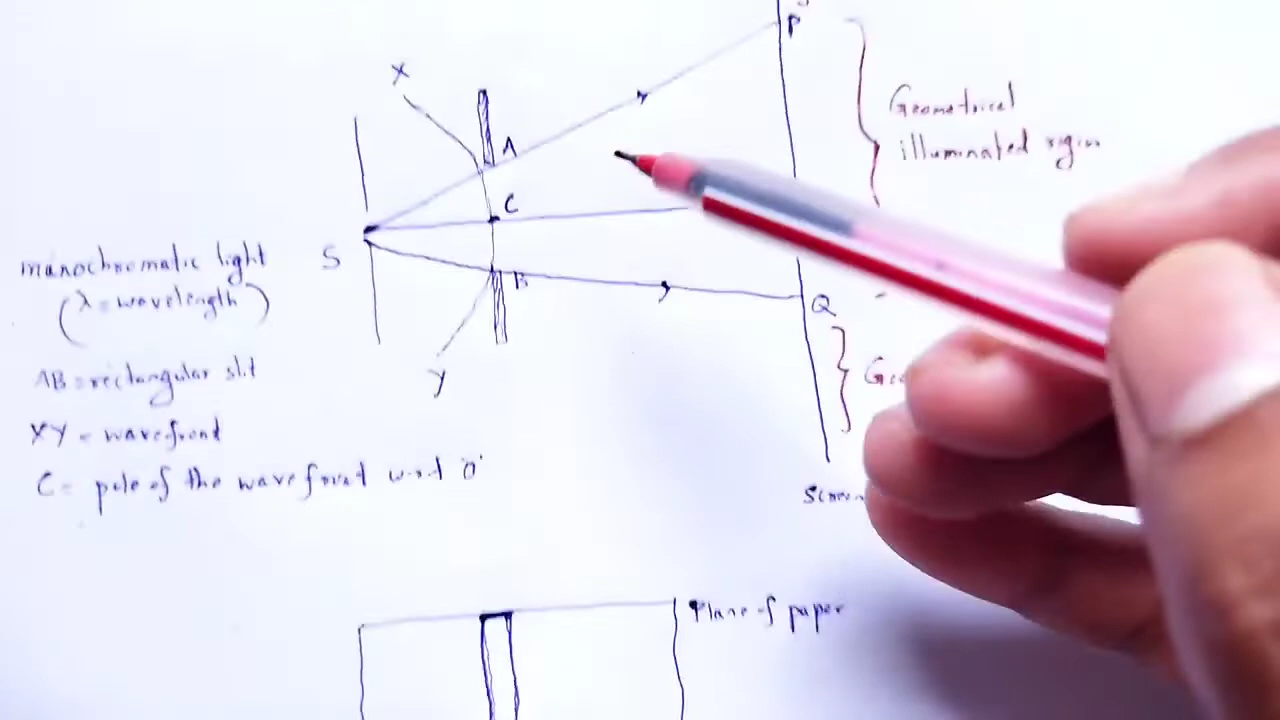 P
X
Geometrical
illuminated region
A
C
S
monochromatic light
(λ = wavelength)
B
Q
Y
AB = rectangular slit
XY = wavefront
C = pole of the wavefront w.r.t 'O'
Plane of paper